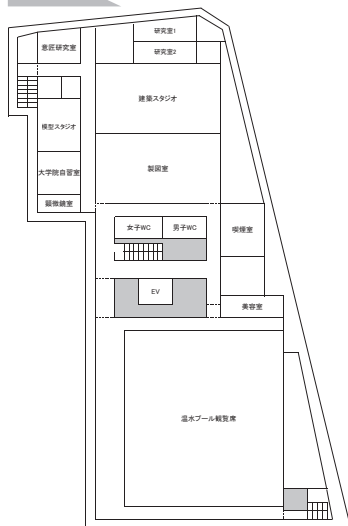 研究室1
意匠研究室
研究室2
建築スタジオ
模型スタジオ
製図室
大学院自習室
顕微鏡室
女子WC
男子WC
喫煙室
EV
美容室
温水プール観覧席